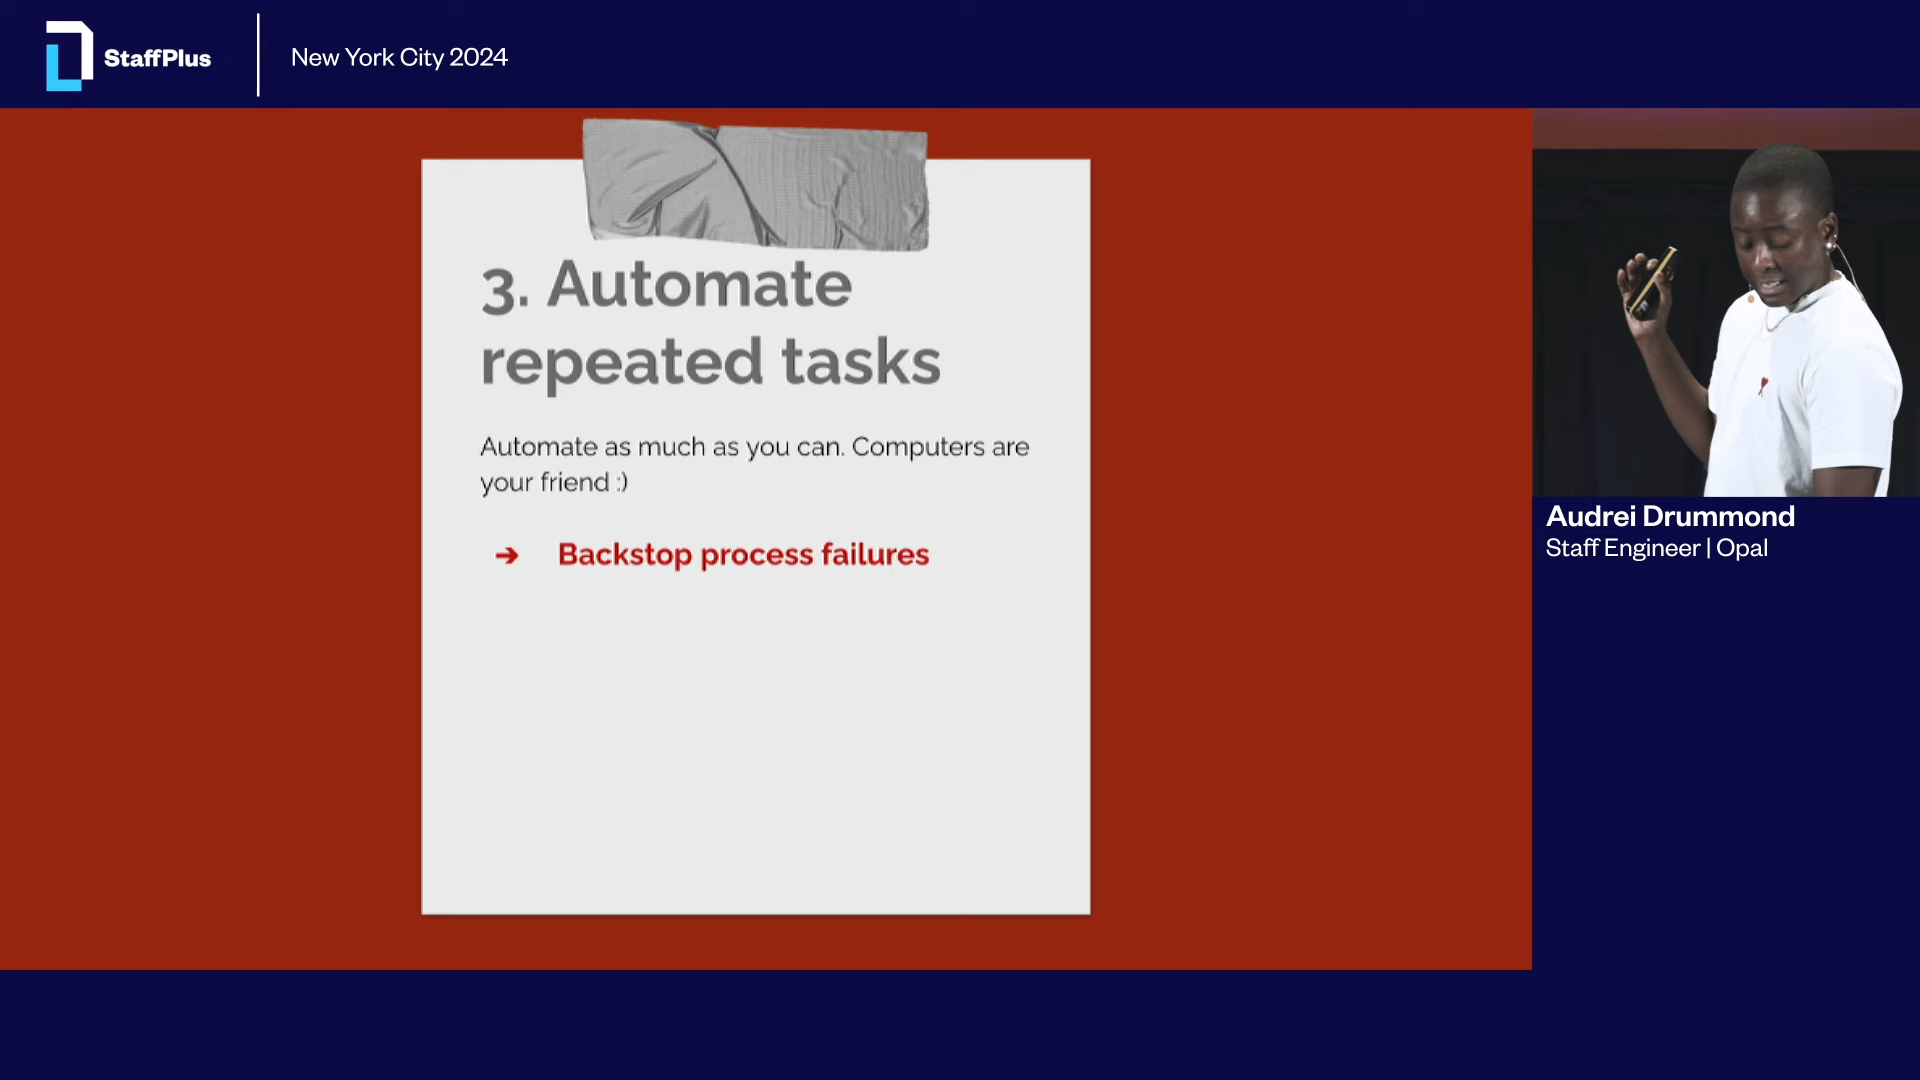 StaffPlus
New York City 2024
3. Automate
repeated tasks
Automate as much as you can. Computers are
your friend :)
➔ Backstop process failures
Audrei Drummond
Staff Engineer | Opal